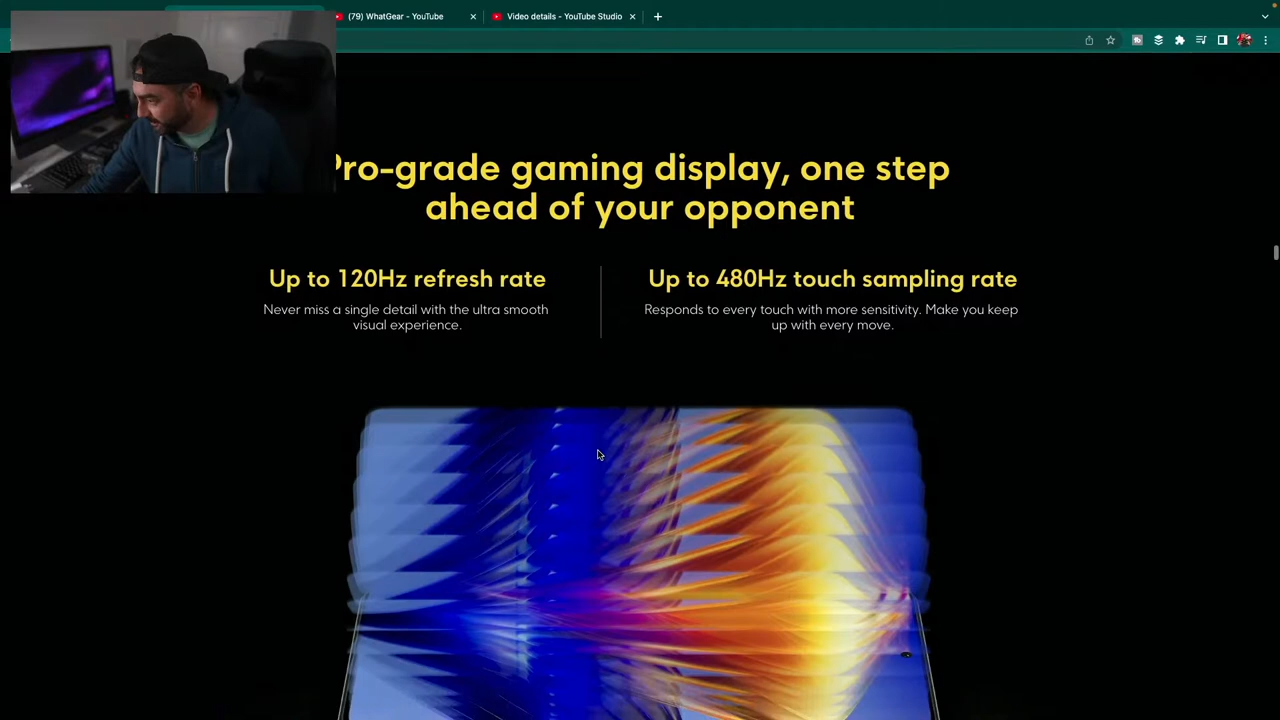 (79) WhatGear - YouTube
Video details - YouTube Studio
Pro-grade gaming display, one step
ahead of your opponent
Up to 120Hz refresh rate
Never miss a single detail with the ultra smooth
visual experience.
Up to 480Hz touch sampling rate
Responds to every touch with more sensitivity. Make you keep
up with every move.